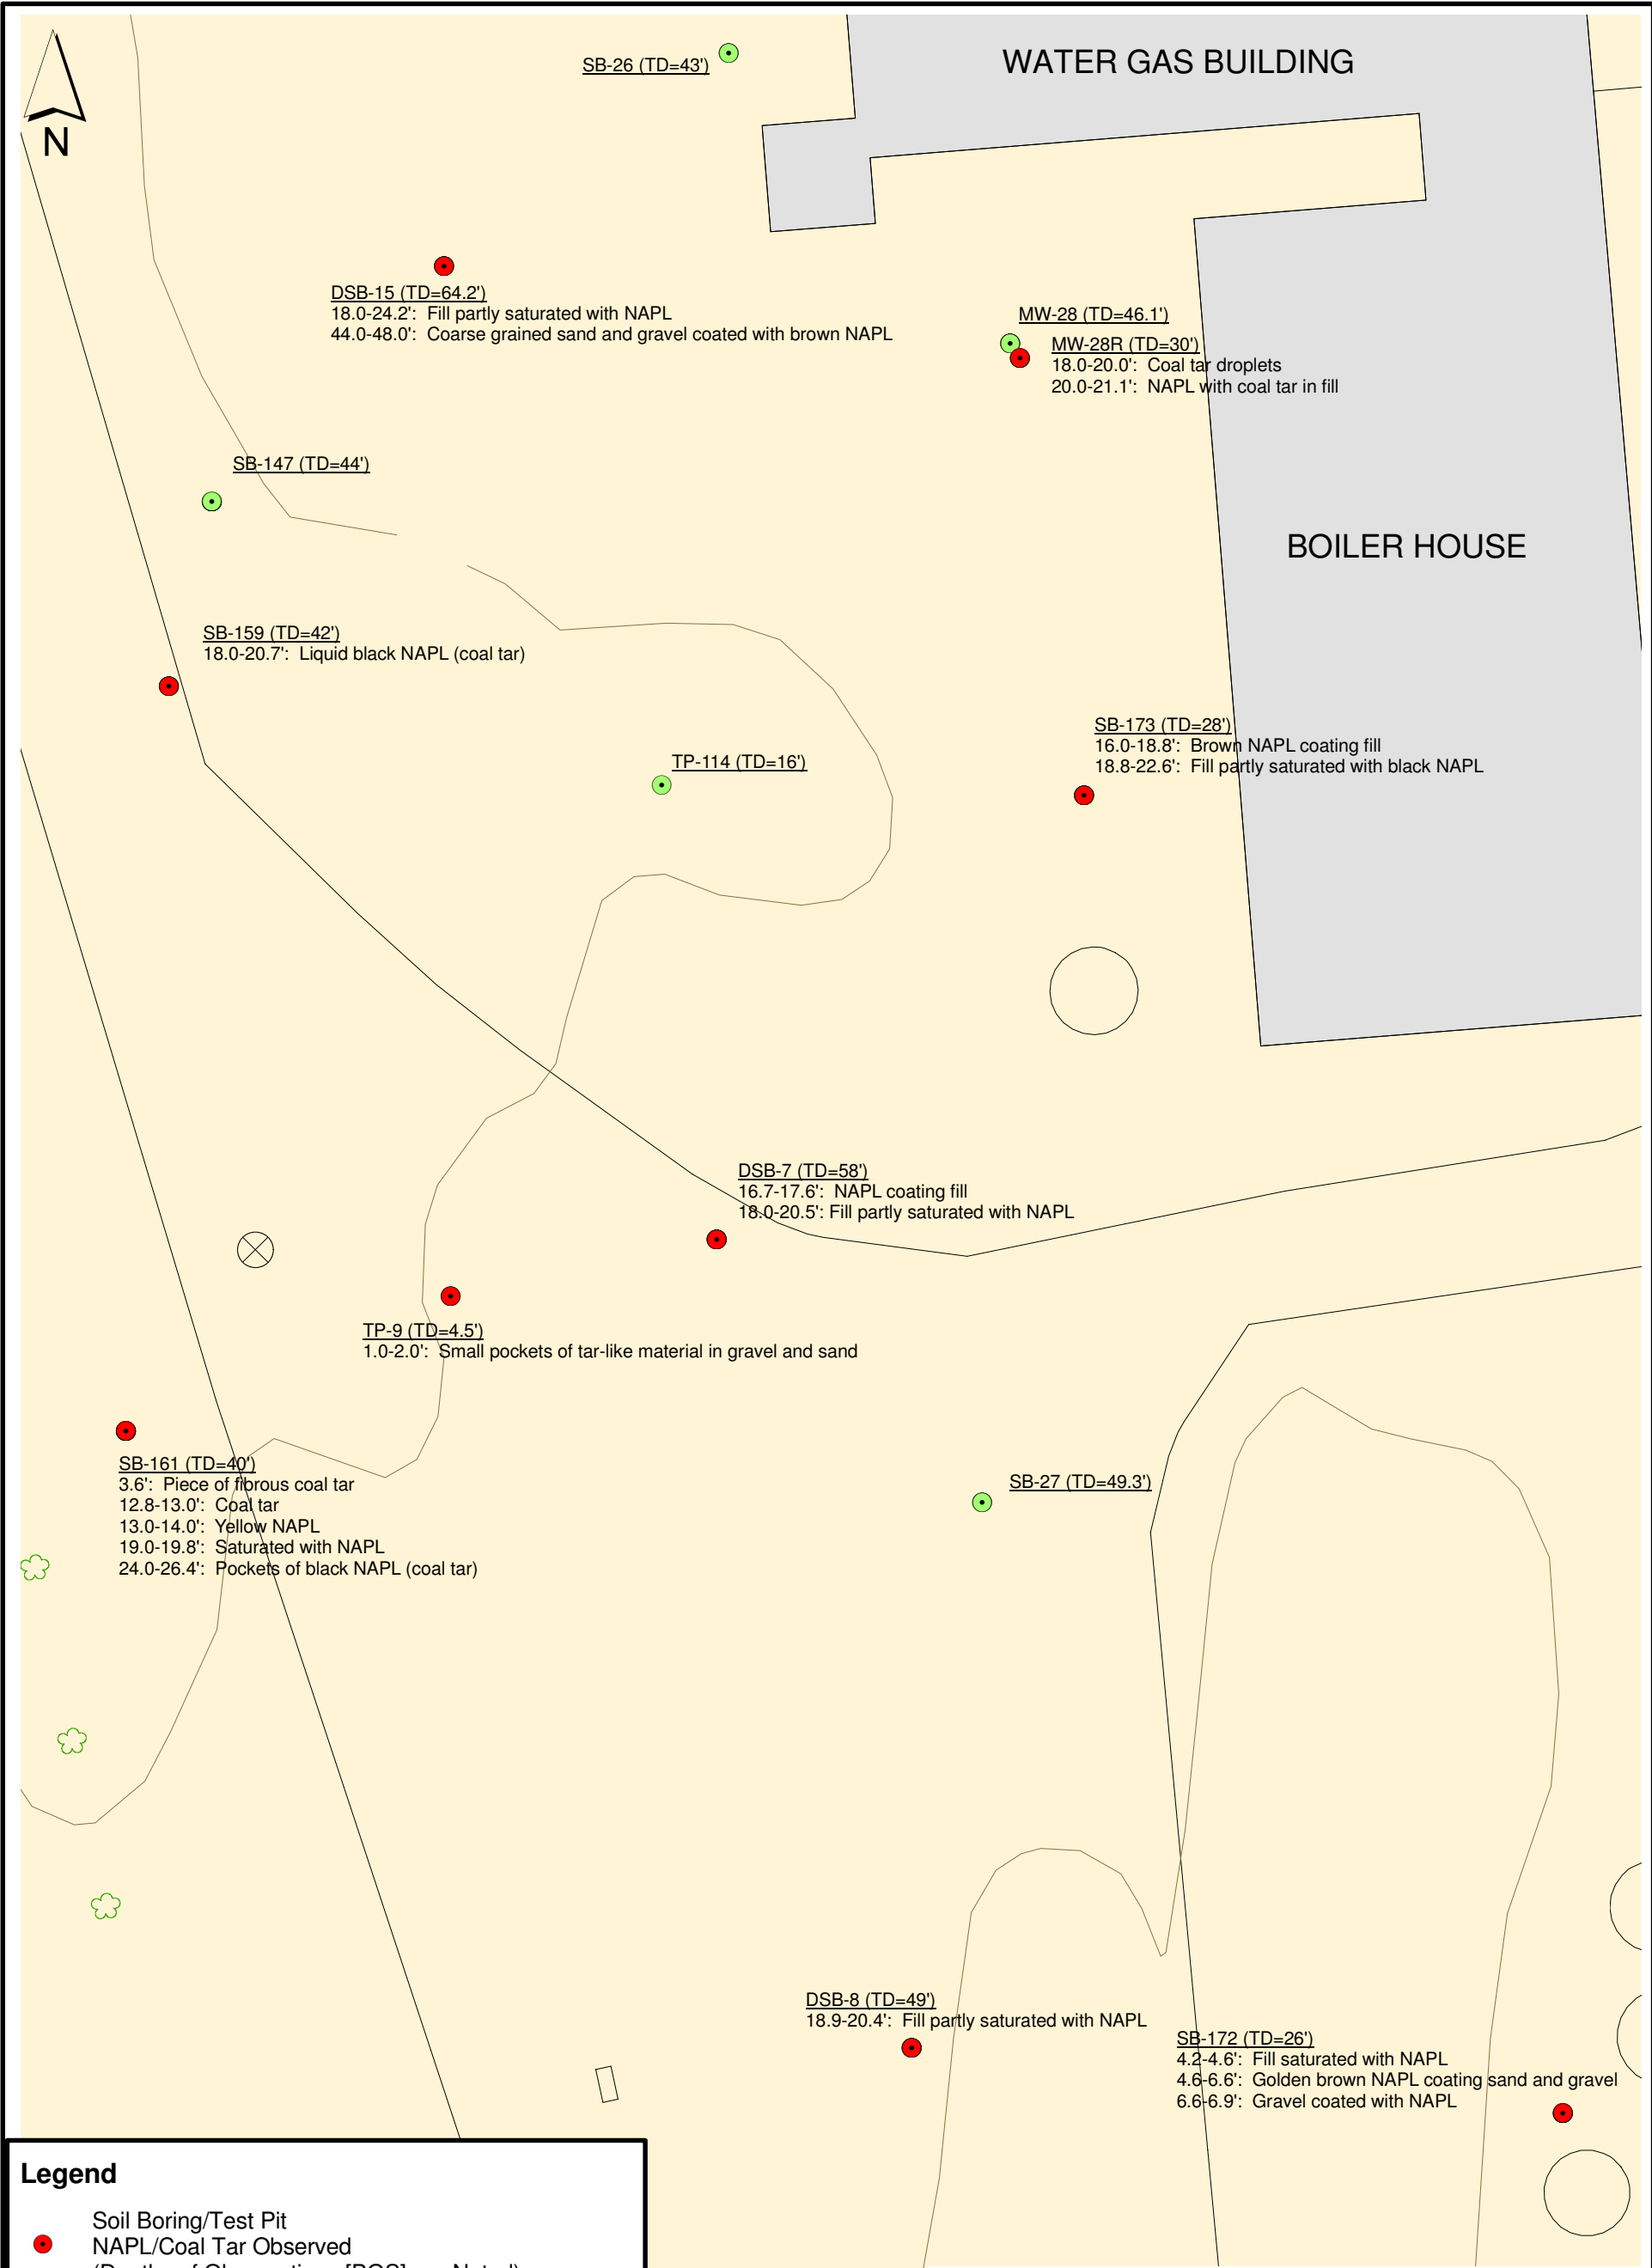 SB-26 (TD=43')
WATER GAS BUILDING
N
DSB-15 (TD=64.2')
18.0-24.2': Fill partly saturated with NAPL
44.0-48.0': Coarse grained sand and gravel coated with brown NAPL
MW-28 (TD=46.1')
MW-28R (TD=30')
18.0-20.0': Coal tar droplets
20.0-21.1': NAPL with coal tar in fill
SB-147 (TD=44')
BOILER HOUSE
SB-159 (TD=42')
18.0-20.7': Liquid black NAPL (coal tar)
SB-173 (TD=28')
16.0-18.8': Brown NAPL coating fill
18.8-22.6': Fill partly saturated with black NAPL
TP-114 (TD=16')
DSB-7 (TD=58')
16.7-17.6': NAPL coating fill
18.0-20.5': Fill partly saturated with NAPL
TP-9 (TD=4.5')
1.0-2.0': Small pockets of tar-like material in gravel and sand
SB-161 (TD=40')
3.6': Piece of fibrous coal tar
12.8-13.0': Coal tar
13.0-14.0': Yellow NAPL
19.0-19.8': Saturated with NAPL
24.0-26.4': Pockets of black NAPL (coal tar)
SB-27 (TD=49.3')
DSB-8 (TD=49')
18.9-20.4': Fill partly saturated with NAPL
SB-172 (TD=26')
4.2-4.6': Fill saturated with NAPL
4.6-6.6': Golden brown NAPL coating sand and gravel
6.6-6.9': Gravel coated with NAPL
Legend
Soil Boring/Test Pit
NAPL/Coal Tar Observed